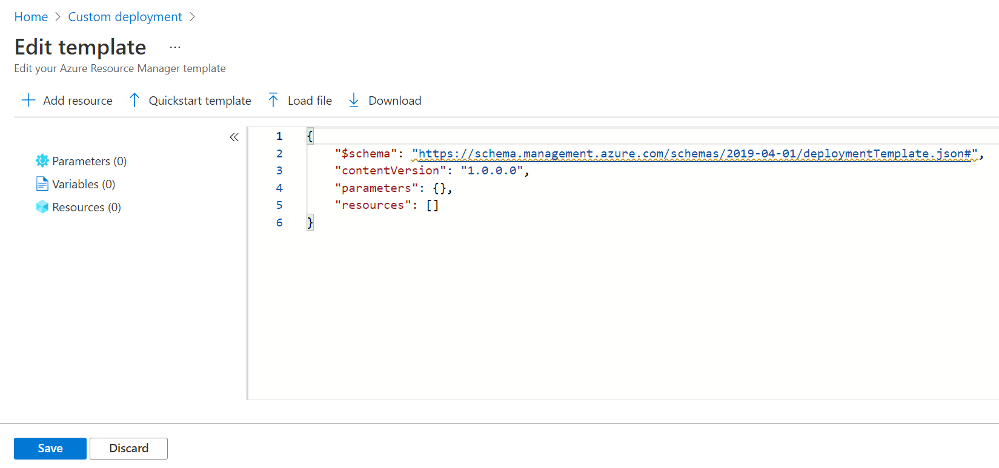 Home > Custom deployment >
Edit template ...
Edit your Azure Resource Manager template
Add resource Quickstart template Load file Download
Parameters (0)
Variables (0)
Resources (0)
1 {
2 "$schema": "https://schema.management.azure.com/schemas/2019-04-01/deploymentTemplate.json#",
3 "contentVersion": "1.0.0.0",
4 "parameters": {},
5 "resources": []
6 }
Save Discard